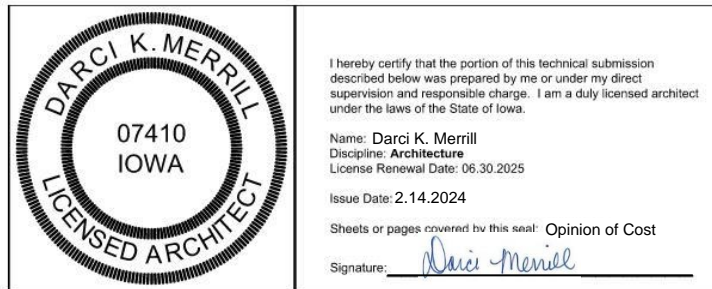 DARCI K. MERRILL
07410
IOWA
LICENSED ARCHITECT
I hereby certify that the portion of this technical submission
described below was prepared by me or under my direct
supervision and responsible charge. I am a duly licensed architect
under the laws of the State of Iowa.
Name: Darci K. Merrill
Discipline: Architecture
License Renewal Date: 06.30.2025
Issue Date: 2.14.2024
Sheets or pages covered by this seal: Opinion of Cost
Signature: Darci Merrill